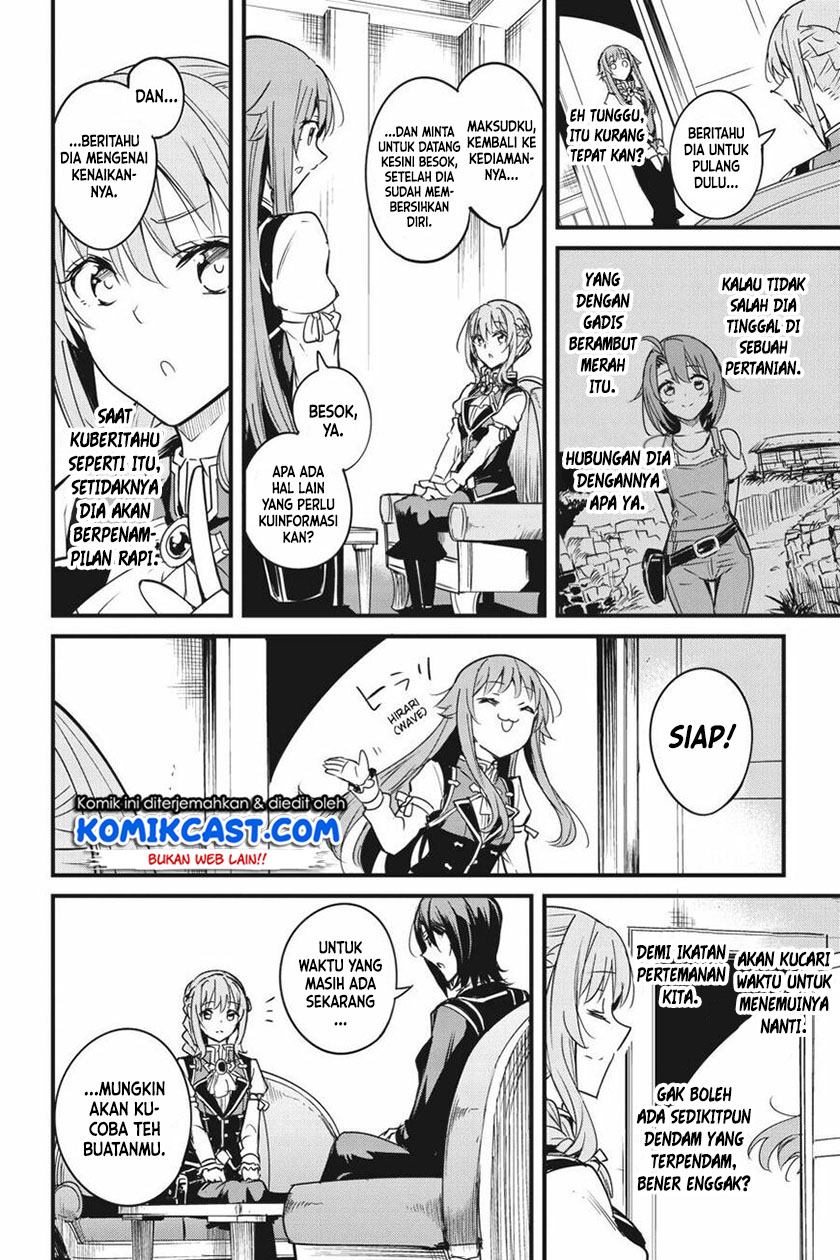 BERITAHU
DIA UNTUK
PULANG
DULU...
EH TUNGGU,
ITU KURANG
TEPAT KAN?
MAKSUDKU,
KEMBALI KE
KEDIAMAN-
NYA...
...DAN MINTA
UNTUK DATANG
KESINI BESOK,
SETELAH DIA
SUDAH MEM-
BERSIHKAN
DIRI.
DAN...
...BERITAHU
DIA MENGENAI
KENAIKAN-
NYA.
KALAU TIDAK
SALAH DIA
TINGGAL DI
SEBUAH
PERTANIAN.
YANG
DENGAN
GADIS
BERAMBUT
MERAH
ITU.
HUBUNGAN DIA
DENGANNYA
APA YA.
BESOK,
YA.
APA ADA
HAL LAIN
YANG PERLU
KUINFORMASI
KAN?
SAAT
KUBERITAHU
SEPERTI ITU,
SETIDAKNYA
DIA AKAN
BERPENAM-
PILAN RAPI.
SIAP!
ヒラリ
HIRARI
(WAVE)
Komik ini diterjemahkan & diedit oleh
KOMIKCAST.COM
BUKAN WEB LAIN!!
AKAN KUCARI
WAKTU UNTUK
MENEMUINYA
NANTI.
DEMI IKATAN
PERTEMANAN
KITA.
GAK BOLEH
ADA SEDIKITPUN
DENDAM YANG
TERPENDAM,
BENER ENGGAK?
UNTUK
WAKTU YANG
MASIH ADA
SEKARANG
...
...MUNGKIN
AKAN KU-
COBA TEH
BUATANMU.